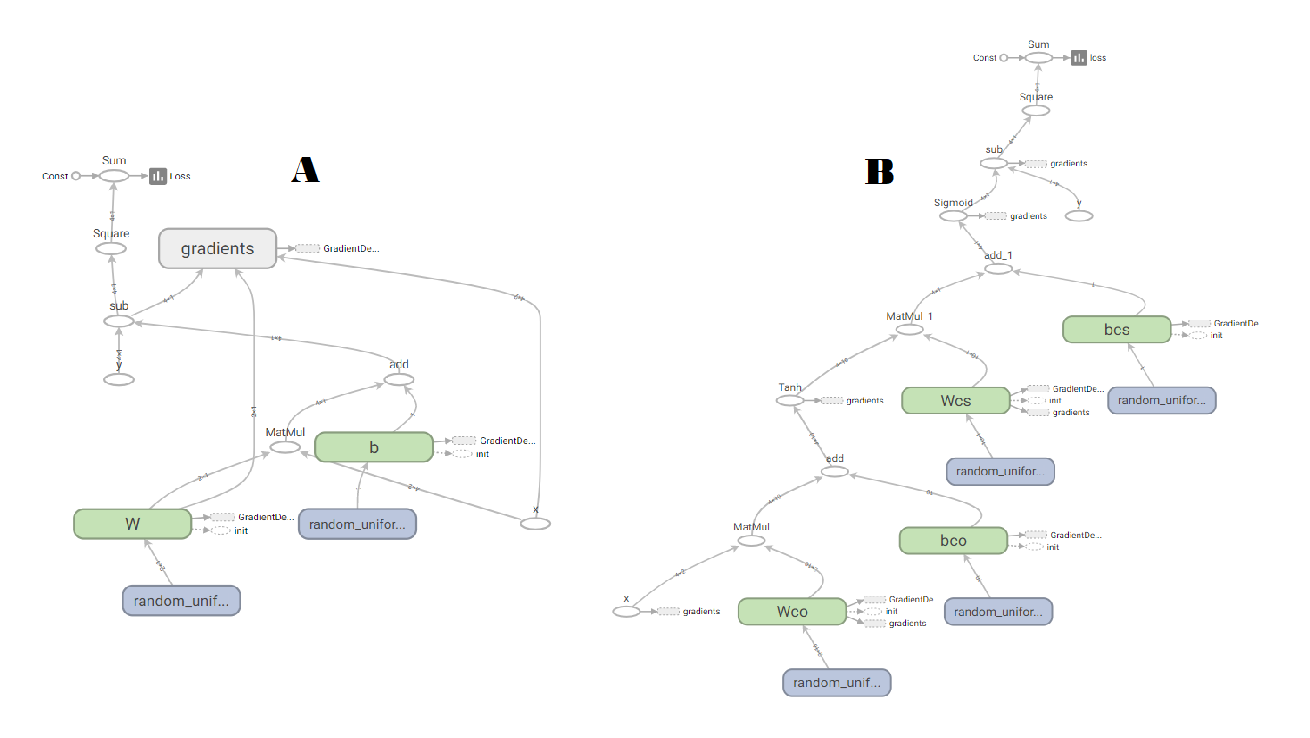 A
Sum
Const
Loss
Square
gradients
GradientDe...
sub
y
add
MatMul
b
GradientDe...
init
W
GradientDe...
init
random_unifor...
x
random_unif...
B
Sum
Const
loss
Square
sub
gradients
Sigmoid
gradients
y
add_1
MatMul_1
bcs
GradientDe
init
Tanh
gradients
Wcs
GradientDe...
init
gradients
random_unifor...
add
random_unifor...
MatMul
bco
GradientDe...
init
x
gradients
Wco
GradientDe
init
gradients
random_unifor...
random_unif...